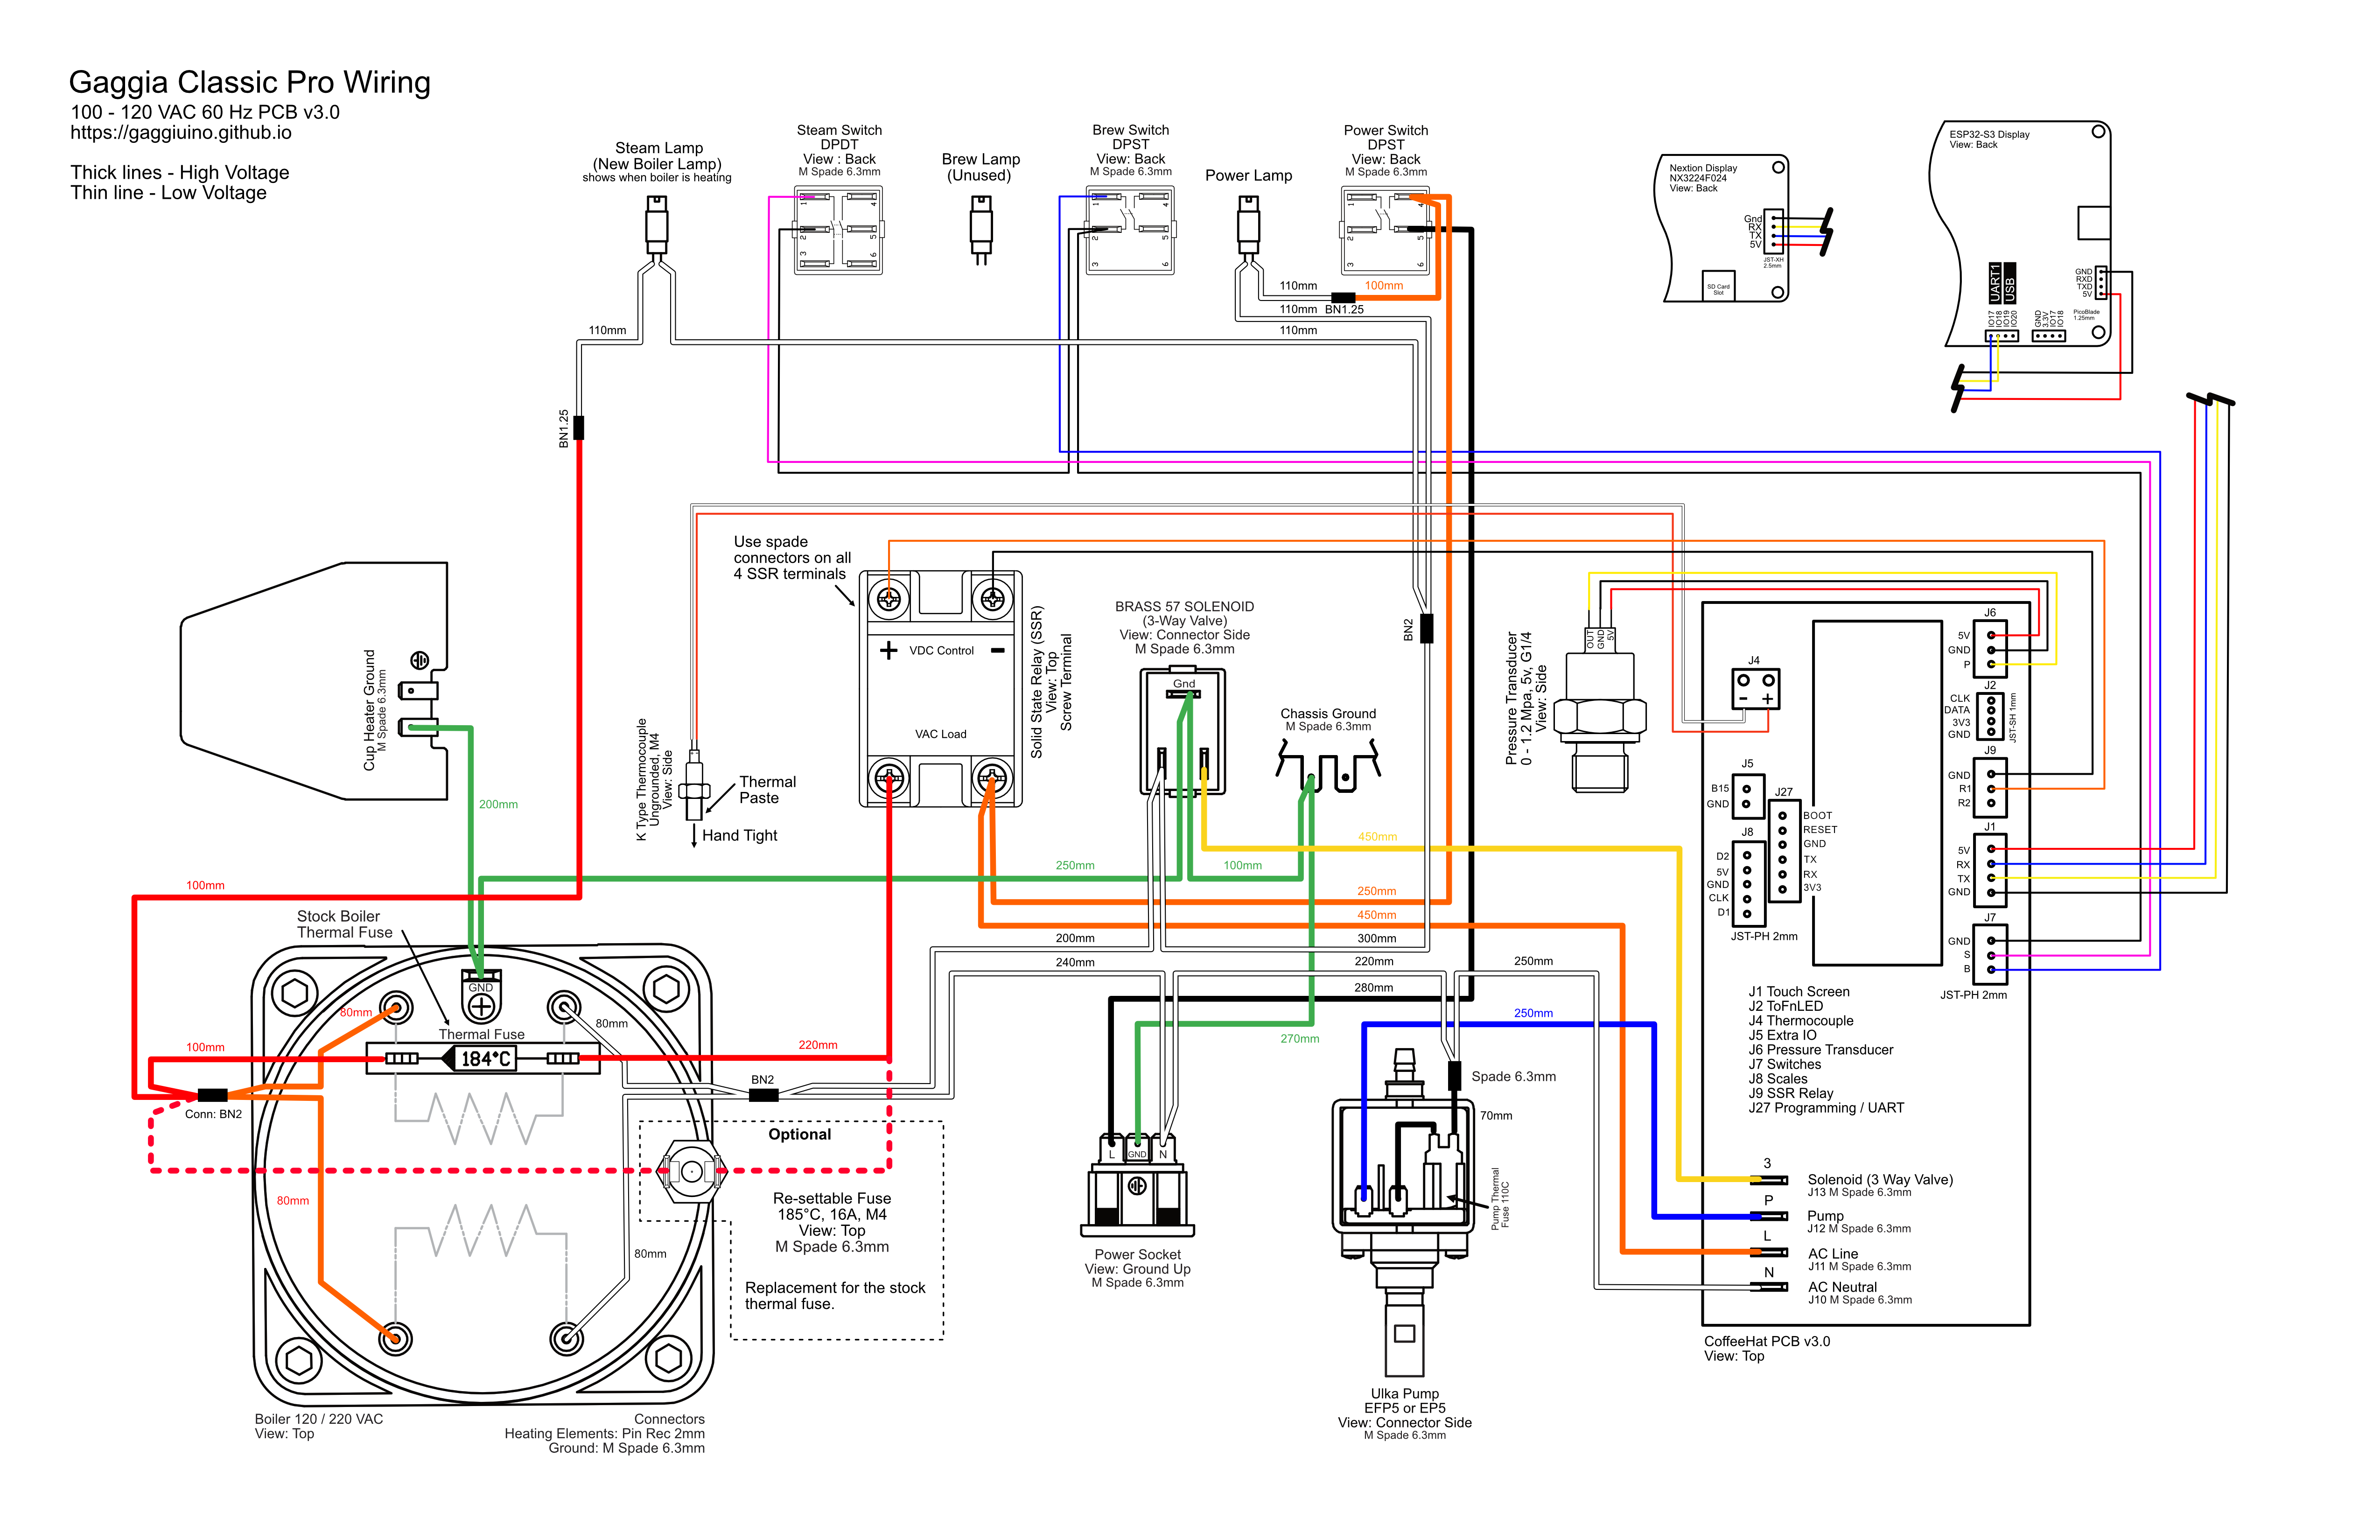 Gaggia Classic Pro Wiring
100 - 120 VAC 60 Hz PCB v3.0
https://gaggiuino.github.io
Thick lines - High Voltage
Thin line - Low Voltage
Steam Lamp
(New Boiler Lamp)
shows when boiler is heating
Steam Switch
DPDT
View : Back
M Spade 6.3mm
1
2
3
4
5
6
Brew Lamp
(Unused)
Brew Switch
DPST
View: Back
M Spade 6.3mm
1
2
3
4
5
6
Power Lamp
Power Switch
DPST
View: Back
M Spade 6.3mm
1
2
3
4
5
6
110mm
100mm
110mm
BN1.25
110mm
110mm
BN1.25
Nextion Display
NX3224F024
View: Back
Gnd
RX
TX
5V
JST-XH
2.5mm
SD Card
Slot
ESP32-S3 Display
View: Back
GND
RXD
TXD
5V
PicoBlade
1.25mm
UART1
USB
IO17
IO18
IO19
IO20
GND
3.3V
IO17
IO18
Cup Heater Ground
M Spade 6.3mm
200mm
Use spade
connectors on all
4 SSR terminals
VDC Control
VAC Load
Solid State Relay (SSR)
View: Top
Screw Terminal
K Type Thermocouple
Ungrounded, M4
View: Side
Thermal
Paste
Hand Tight
BRASS 57 SOLENOID
(3-Way Valve)
View: Connector Side
M Spade 6.3mm
Gnd
Chassis Ground
M Spade 6.3mm
BN2
Pressure Transducer
0 - 1.2 Mpa, 5v, G1/4
View: Side
OUT
GND
5V
450mm
250mm
100mm
250mm
450mm
200mm
300mm
240mm
220mm
250mm
280mm
250mm
270mm
100mm
Stock Boiler
Thermal Fuse
GND
80mm
80mm
Thermal Fuse
184°C
100mm
220mm
BN2
Conn: BN2
80mm
80mm
Optional
Re-settable Fuse
185°C, 16A, M4
View: Top
M Spade 6.3mm
Replacement for the stock
thermal fuse.
Boiler 120 / 220 VAC
View: Top
Connectors
Heating Elements: Pin Rec 2mm
Ground: M Spade 6.3mm
L
GND
N
Power Socket
View: Ground Up
M Spade 6.3mm
Spade 6.3mm
70mm
Pump Thermal
Fuse 110C
Ulka Pump
EFP5 or EP5
View: Connector Side
M Spade 6.3mm
J4
- +
J5
B15
GND
J27
BOOT
RESET
GND
TX
RX
3V3
J8
D2
5V
GND
CLK
D1
JST-PH 2mm
J6
5V
GND
P
J2
CLK
DATA
3V3
GND
JST-SH 1mm
J9
GND
R1
R2
J1
5V
RX
TX
GND
J7
GND
S
B
JST-PH 2mm
J1 Touch Screen
J2 ToFnLED
J4 Thermocouple
J5 Extra IO
J6 Pressure Transducer
J7 Switches
J8 Scales
J9 SSR Relay
J27 Programming / UART
3
Solenoid (3 Way Valve)
J13 M Spade 6.3mm
P
Pump
J12 M Spade 6.3mm
L
AC Line
J11 M Spade 6.3mm
N
AC Neutral
J10 M Spade 6.3mm
CoffeeHat PCB v3.0
View: Top